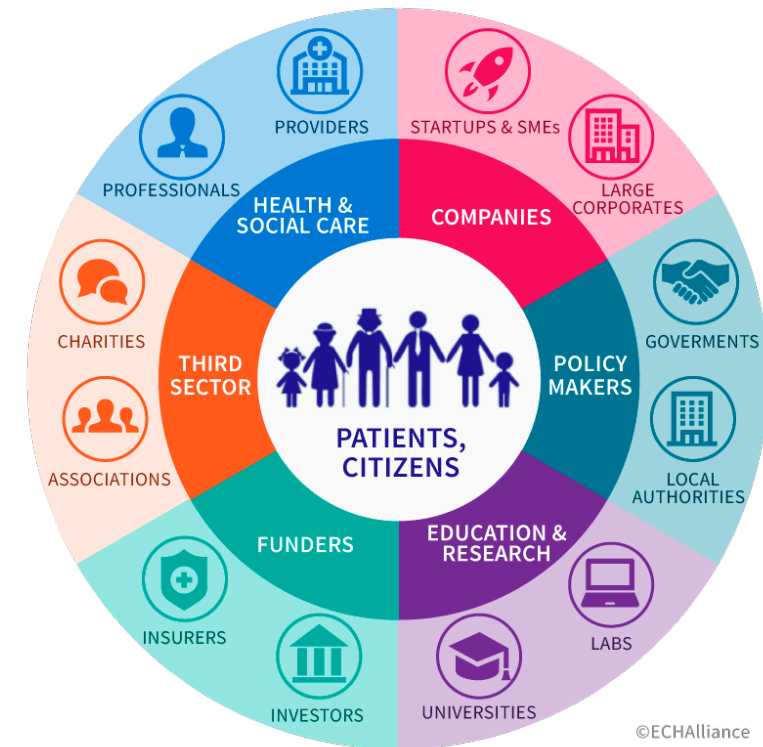 PROVIDERS
PROFESSIONALS
HEALTH &
SOCIAL CARE
STARTUPS & SMEs
LARGE
CORPORATES
COMPANIES
GOVERMENTS
LOCAL
AUTHORITIES
POLICY
MAKERS
EDUCATION &
RESEARCH
LABS
UNIVERSITIES
FUNDERS
INVESTORS
INSURERS
THIRD
SECTOR
ASSOCIATIONS
CHARITIES
PATIENTS,
CITIZENS
©ECHAlliance